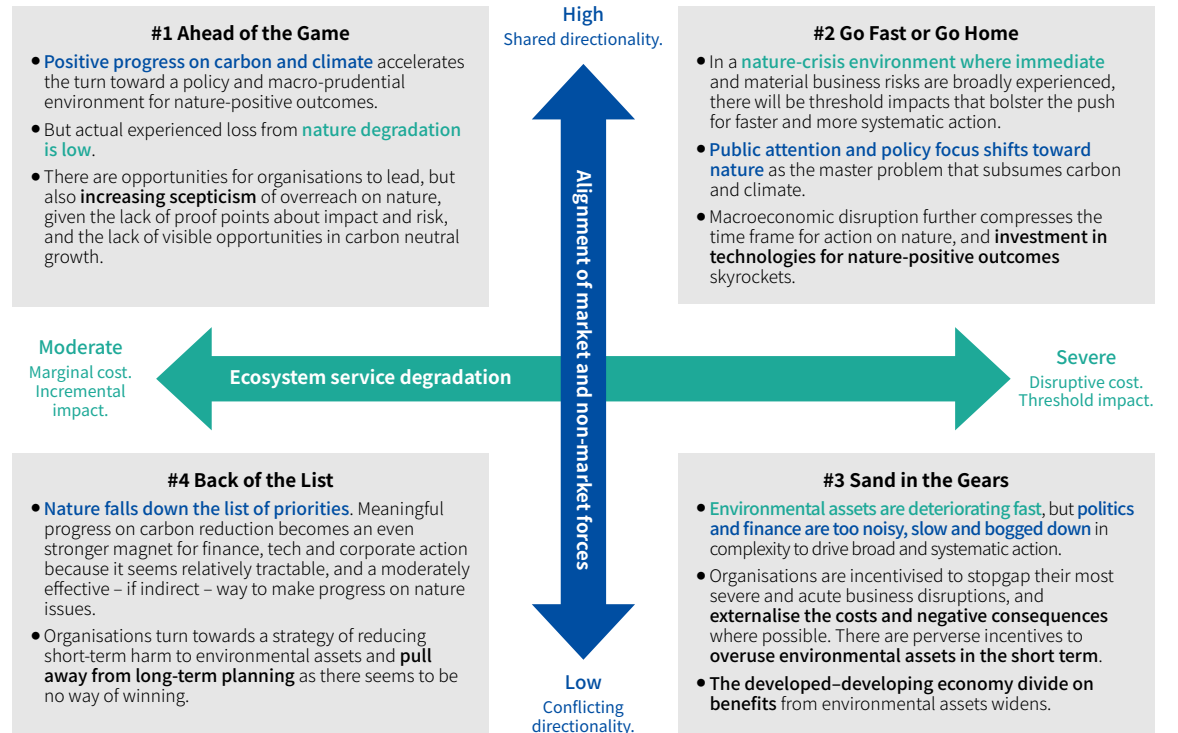 #1 Ahead of the Game
● Positive progress on carbon and climate accelerates
the turn toward a policy and macro-prudential
environment for nature-positive outcomes.
● But actual experienced loss from nature degradation
is low.
● There are opportunities for organisations to lead, but
also increasing scepticism of overreach on nature,
given the lack of proof points about impact and risk,
and the lack of visible opportunities in carbon neutral
growth.
High
Shared directionality.
#2 Go Fast or Go Home
● In a nature-crisis environment where immediate
and material business risks are broadly experienced,
there will be threshold impacts that bolster the push
for faster and more systematic action.
● Public attention and policy focus shifts toward
nature as the master problem that subsumes carbon
and climate.
● Macroeconomic disruption further compresses the
time frame for action on nature, and investment in
technologies for nature-positive outcomes
skyrockets.
Moderate
Marginal cost.
Incremental
impact.
Ecosystem service degradation
Alignment of market and non-market forces
Severe
Disruptive cost.
Threshold impact.
#4 Back of the List
● Nature falls down the list of priorities. Meaningful
progress on carbon reduction becomes an even
stronger magnet for finance, tech and corporate action
because it seems relatively tractable, and a moderately
effective – if indirect – way to make progress on nature
issues.
● Organisations turn towards a strategy of reducing
short-term harm to environmental assets and pull
away from long-term planning as there seems to be
no way of winning.
Low
Conflicting
directionality.
#3 Sand in the Gears
● Environmental assets are deteriorating fast, but politics
and finance are too noisy, slow and bogged down in
complexity to drive broad and systematic action.
● Organisations are incentivised to stopgap their most
severe and acute business disruptions, and
externalise the costs and negative consequences
where possible. There are perverse incentives to
overuse environmental assets in the short term.
● The developed–developing economy divide on
benefits from environmental assets widens.